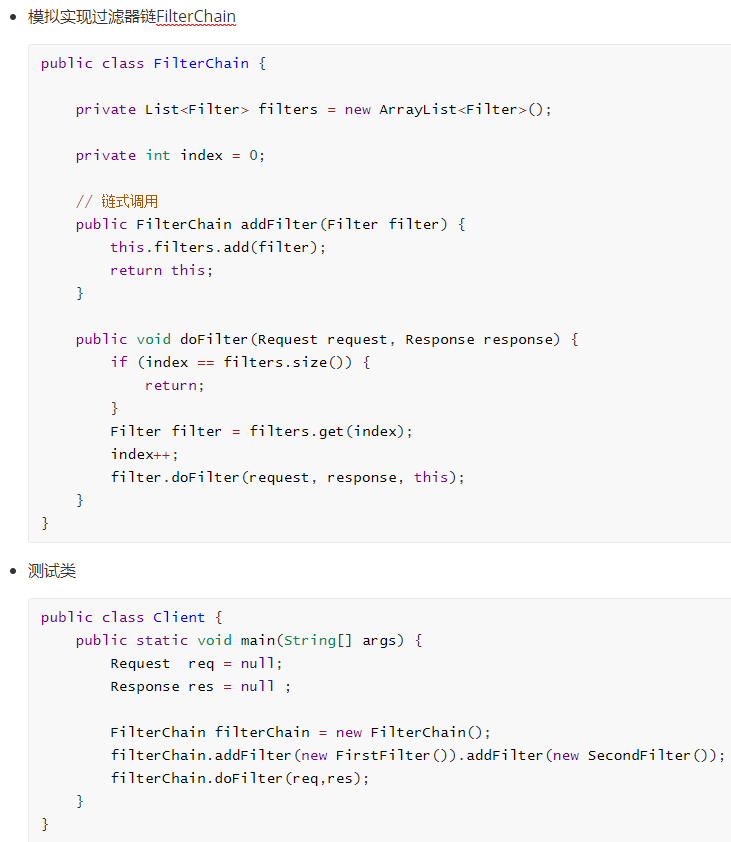 模拟实现过滤器链FilterChain
public class FilterChain {
private List<Filter> filters = new ArrayList<Filter>();
private int index = 0;
// 链式调用
public FilterChain addFilter(Filter filter) {
this.filters.add(filter);
return this;
}
public void doFilter(Request request, Response response) {
if (index == filters.size()) {
return;
}
Filter filter = filters.get(index);
index++;
filter.doFilter(request, response, this);
}
}
测试类
public class Client {
public static void main(String[] args) {
Request  req = null;
Response res = null ;
FilterChain filterChain = new FilterChain();
filterChain.addFilter(new FirstFilter()).addFilter(new SecondFilter());
filterChain.doFilter(req,res);
}
}